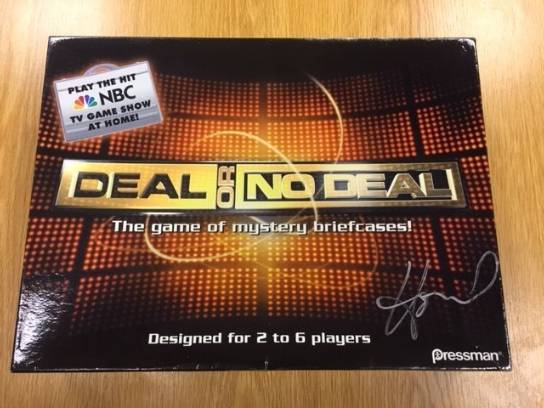 PLAY THE HIT
NBC
TV GAME SHOW
AT HOME!
DEAL OR NO DEAL
The game of mystery briefcases!
Designed for 2 to 6 players
Pressman